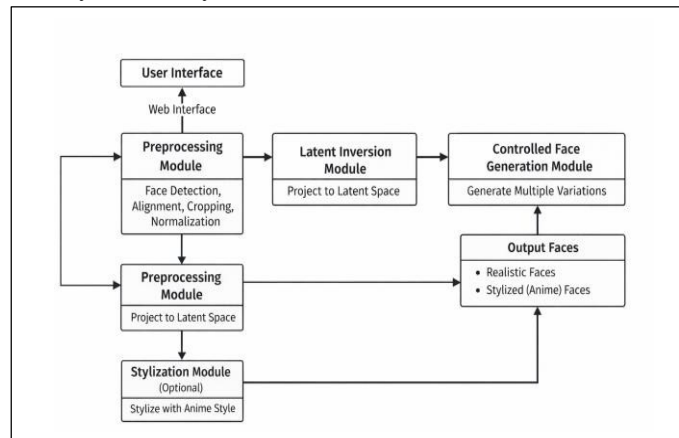 User Interface
Web Interface
Preprocessing
Module
Face Detection,
Alignment, Cropping,
Normalization
Latent Inversion
Module
Project to Latent Space
Controlled Face
Generation Module
Generate Multiple Variations
Preprocessing
Module
Project to Latent Space
Output Faces
• Realistic Faces
• Stylized (Anime) Faces
Stylization Module
(Optional)
Stylize with Anime Style